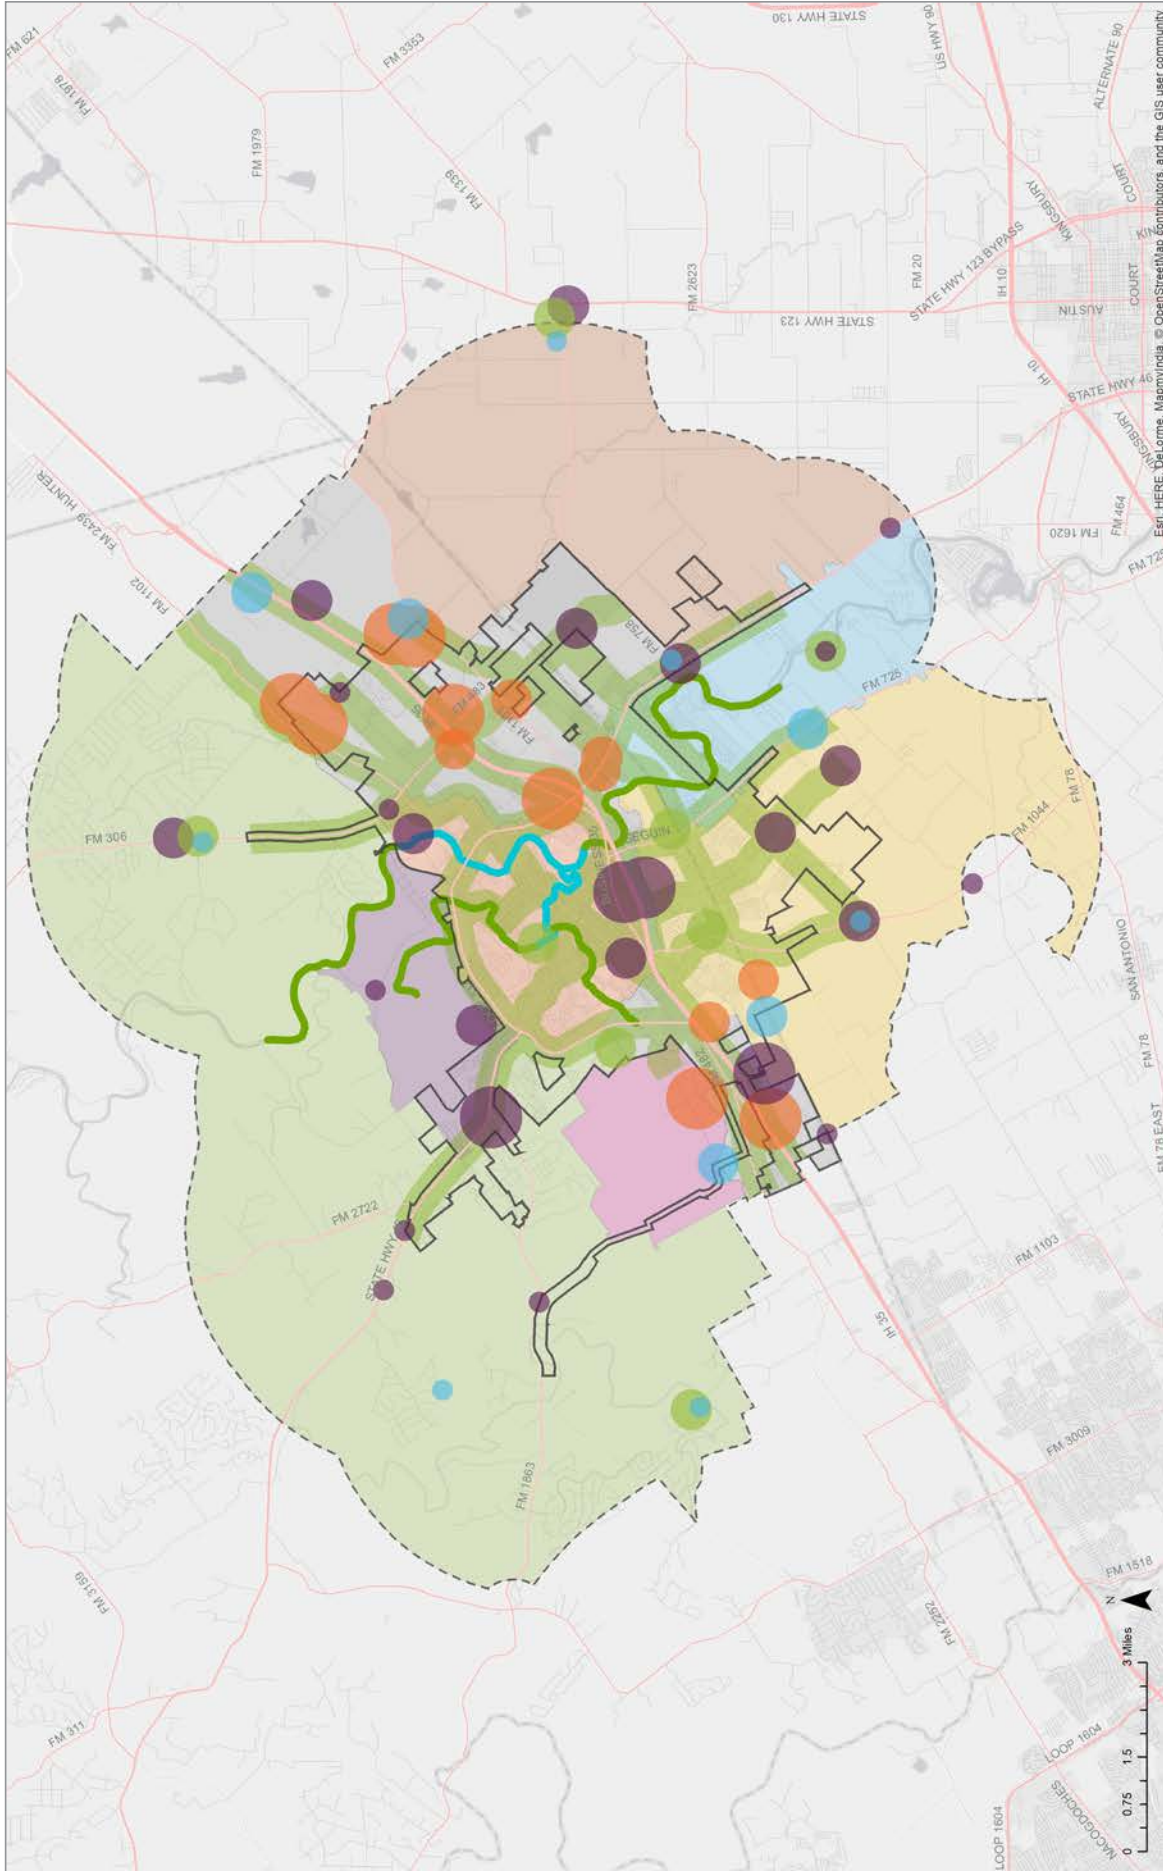 FM 621
FM 1978
FM 3353
STATE HWY 130
US HWY 90
ALTERNATE 90
FM 1979
FM 1339
FM 2623
FM 20
STATE HWY 123 BYPASS
STATE HWY 123
IH 10
KINGSBURY
COURT
AUSTIN
COURT
IH 10
STATE HWY 46
FM 464
FM 1620
FM 2439 HUNTER
FM 1102
FM 758
FM 725
FM 306
SEGUIN
FM 1044
FM 78
SAN ANTONIO
FM 78
FM 78 EAST
FM 2722
STATE HWY
FM 1103
IH 35
FM 3009
FM 1863
FM 3159
FM 2252
FM 1518
FM 311
LOOP 1604
LOOP 1604
NACOGDOCHES
N
0 0.75 1.5 3 Miles
Esri, HERE, DeLorme, MapmyIndia, © OpenStreetMap contributors, and the GIS user community